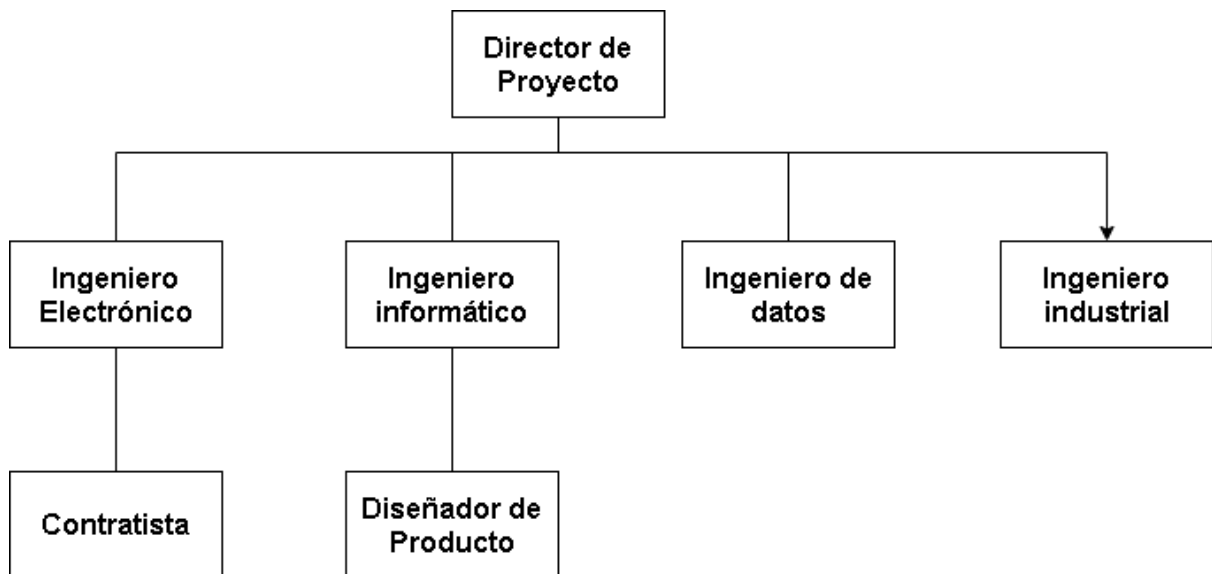 Director de
Proyecto
Ingeniero
Electrónico
Ingeniero
informático
Ingeniero de
datos
Ingeniero
industrial
Contratista
Diseñador de
Producto